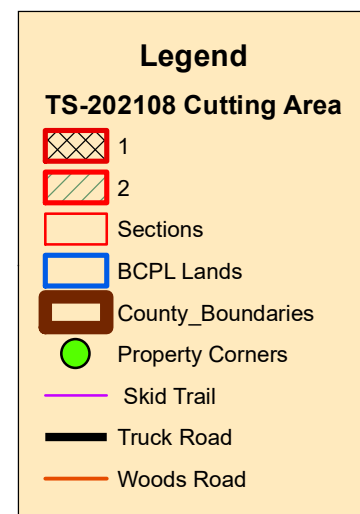 Legend
TS-202108 Cutting Area
1
2
Sections
BCPL Lands
County_Boundaries
Property Corners
Skid Trail
Truck Road
Woods Road